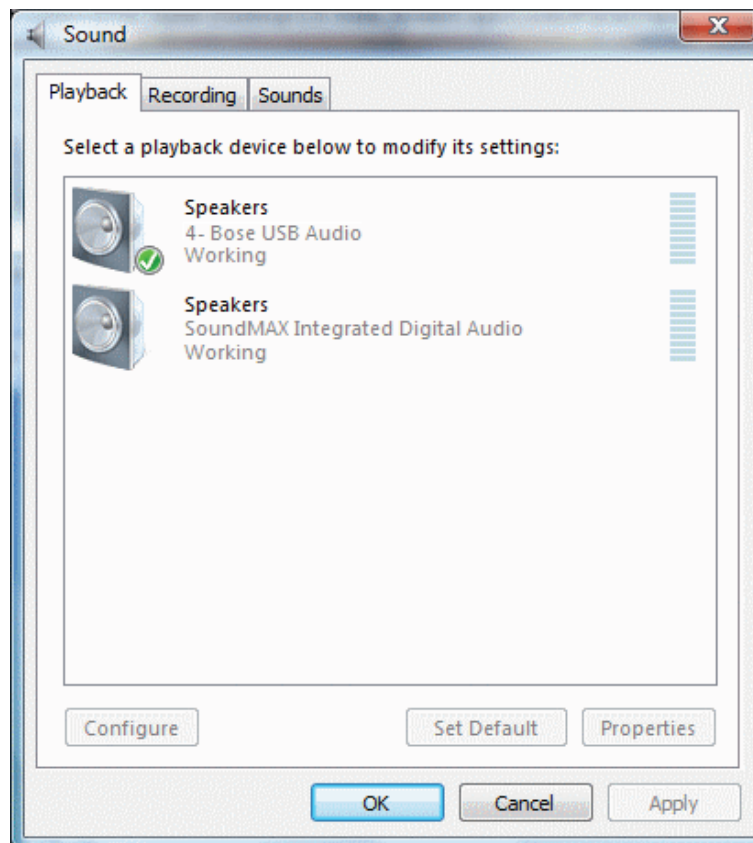 Sound
Playback Recording Sounds
Select a playback device below to modify its settings:
Speakers
4- Bose USB Audio
Working
Speakers
SoundMAX Integrated Digital Audio
Working
Configure Set Default Properties
OK Cancel Apply